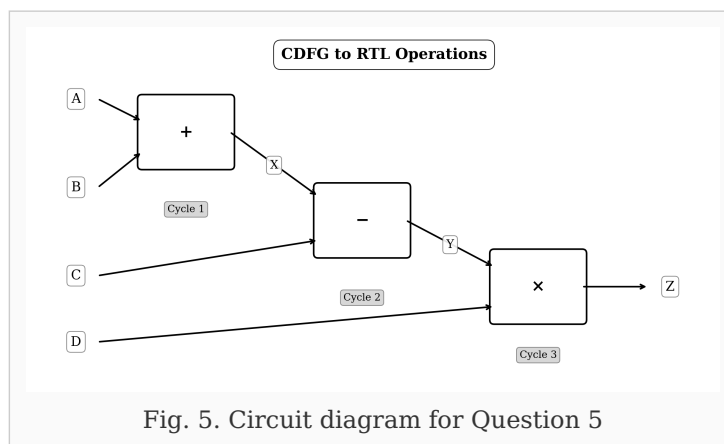 CDFG to RTL Operations
A
+
B
X
Cycle 1
−
C
Y
Cycle 2
×
Z
D
Cycle 3
Fig. 5. Circuit diagram for Question 5